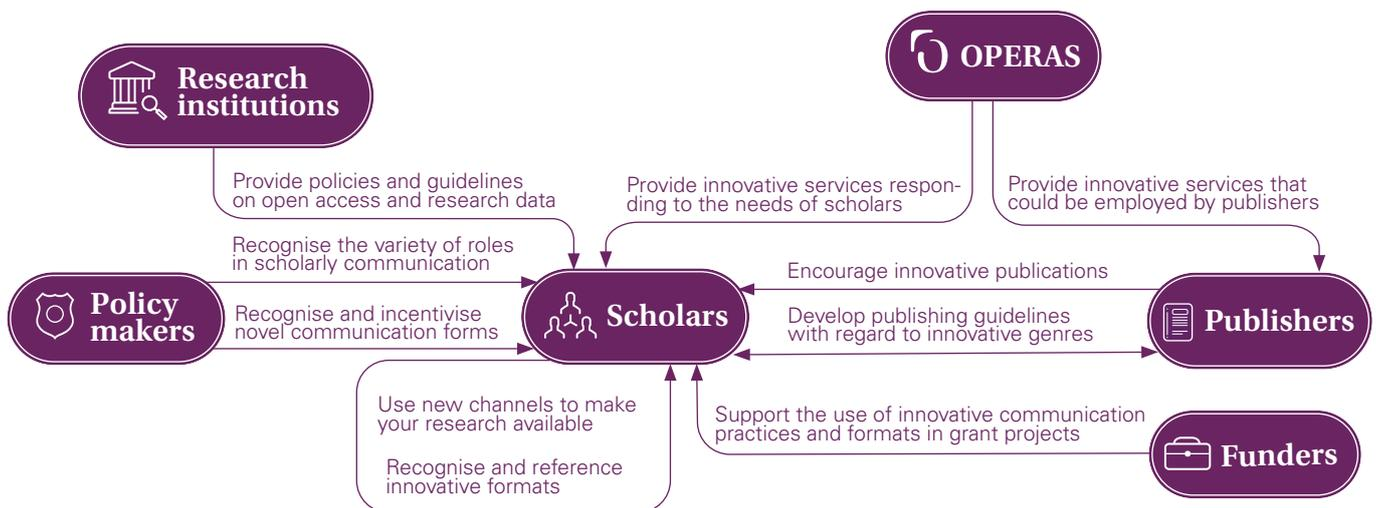 OPERAS
Research
institutions
Provide policies and guidelines
on open access and research data
Provide innovative services respon-
ding to the needs of scholars
Provide innovative services that
could be employed by publishers
Recognise the variety of roles
in scholarly communication
Encourage innovative publications
Policy
makers
Scholars
Publishers
Recognise and incentivise
novel communication forms
Develop publishing guidelines
with regard to innovative genres
Use new channels to make
your research available
Support the use of innovative communication
practices and formats in grant projects
Funders
Recognise and reference
innovative formats